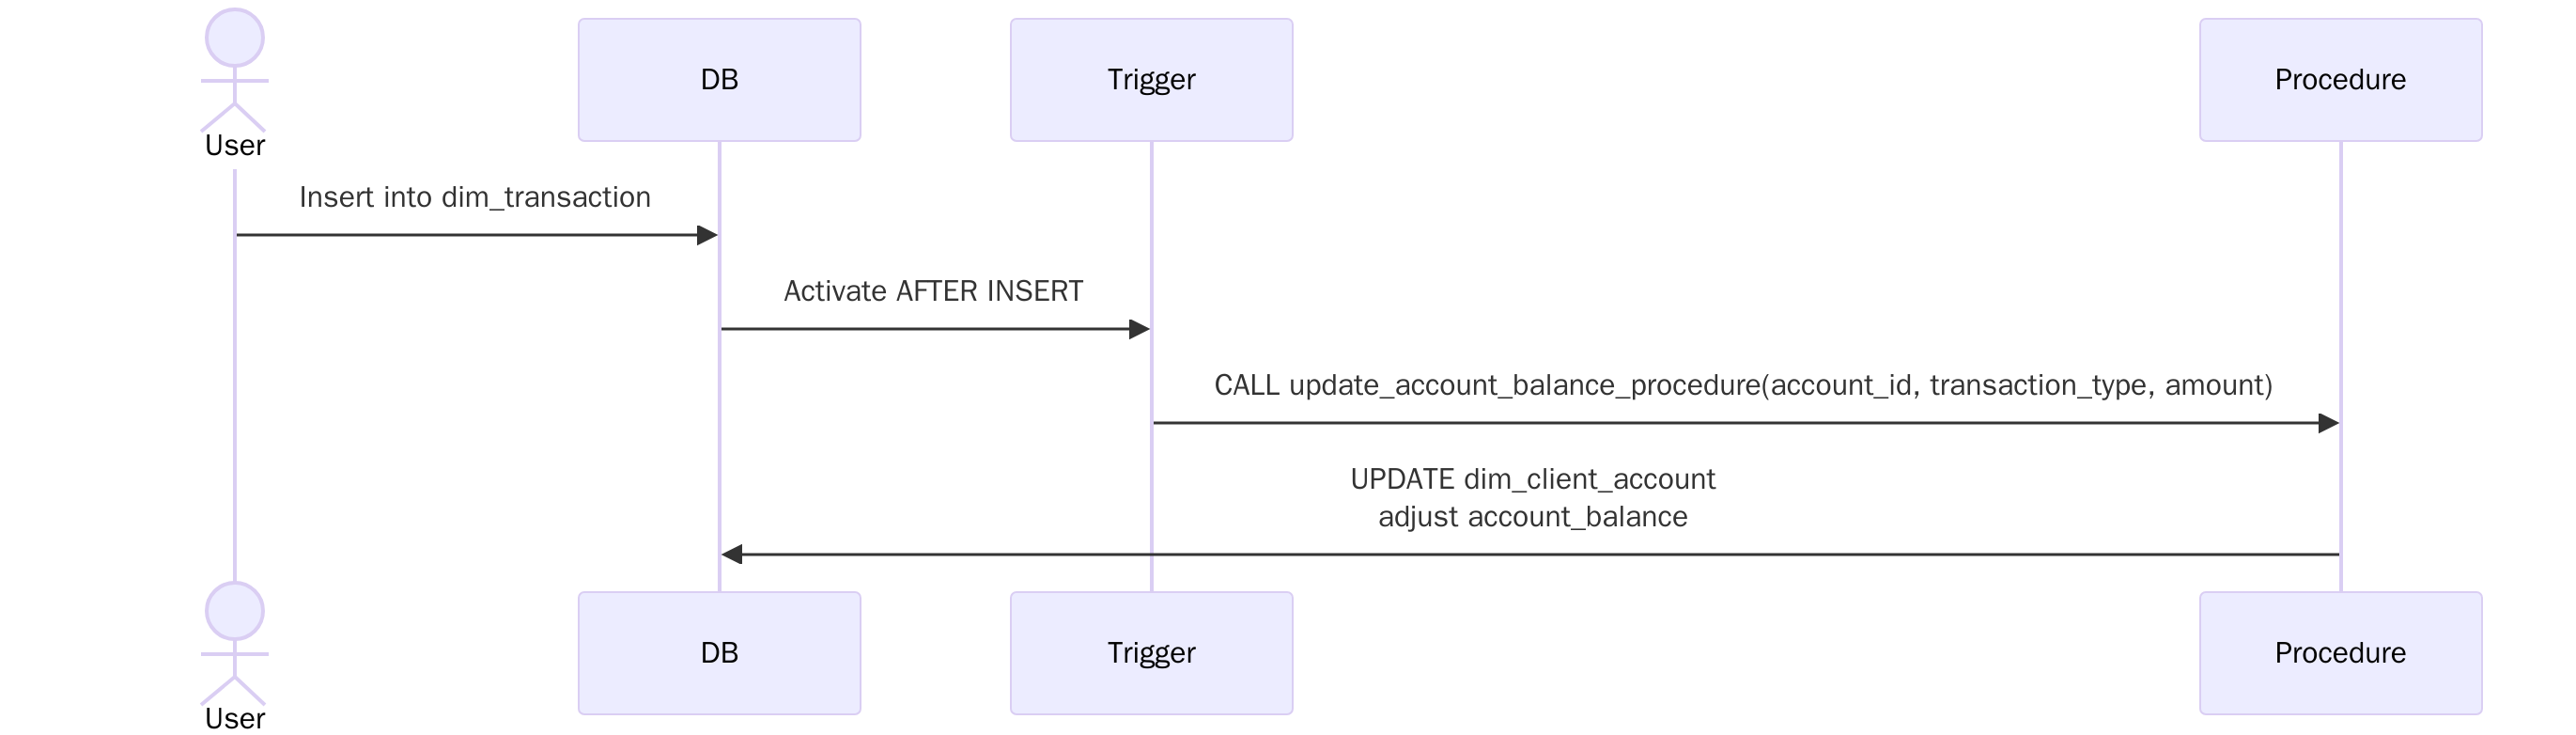 DB
Trigger
Procedure
User
Insert into dim_transaction
Activate AFTER INSERT
CALL update_account_balance_procedure(account_id, transaction_type, amount)
UPDATE dim_client_account
adjust account_balance
DB
Trigger
Procedure
User